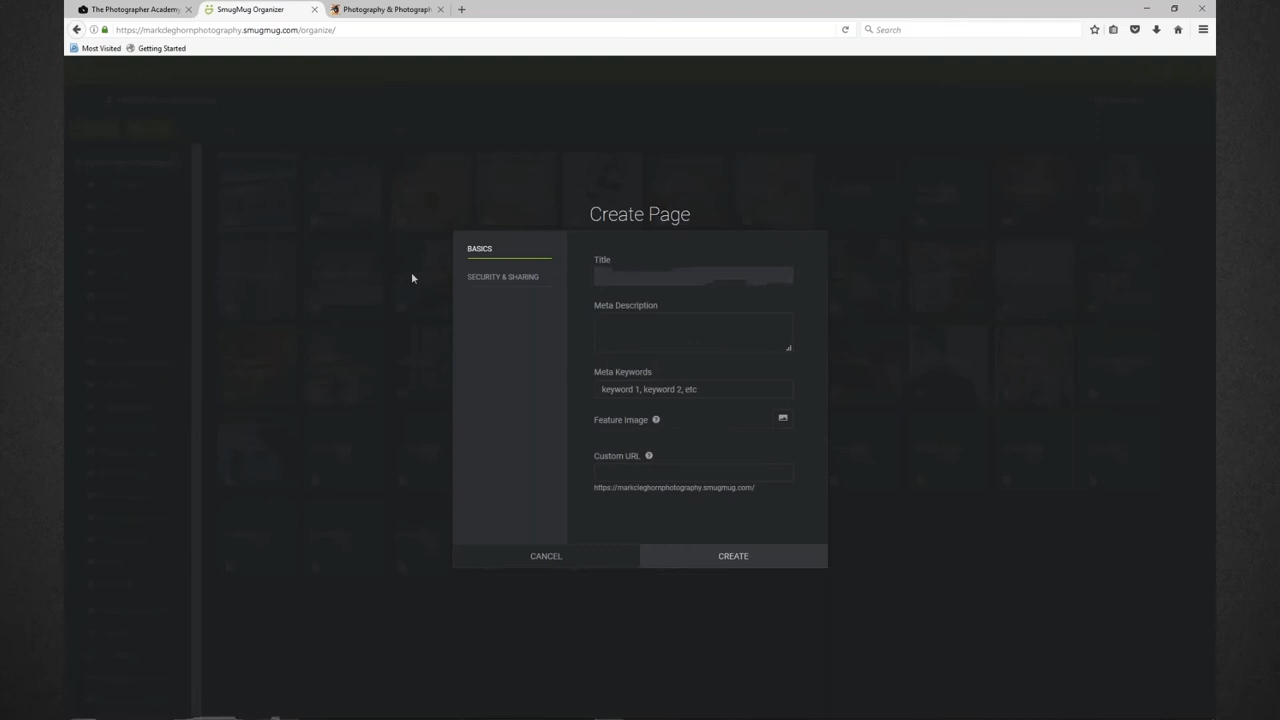 The Photographer Academy
SmugMug Organizer
Photography & Photograph
https://markcleghornphotography.smugmug.com/organize/
Search
Most Visited
Getting Started
Create Page
BASICS
SECURITY & SHARING
Title
Meta Description
Meta Keywords
keyword 1, keyword 2, etc
Feature Image
Custom URL
https://markcleghornphotography.smugmug.com/
CANCEL
CREATE